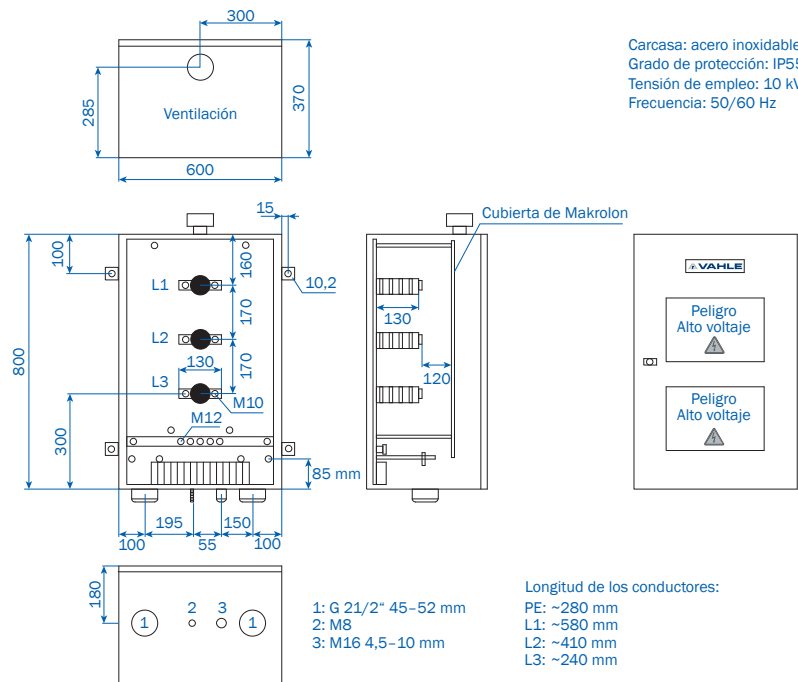 300
285
370
Ventilación
600
Carcasa: acero inoxidable
Grado de protección: IP55
Tensión de empleo: 10 kV
Frecuencia: 50/60 Hz
15
100
160
L1
10,2
170
L2
800
130
170
L3
M10
M12
300
85 mm
195
150
100
55
100
Cubierta de Makrolon
130
120
VAHLE
Peligro
Alto voltaje
Peligro
Alto voltaje
180
1
2
3
1
1: G 21/2“ 45–52 mm
2: M8
3: M16 4,5–10 mm
Longitud de los conductores:
PE: ~280 mm
L1: ~580 mm
L2: ~410 mm
L3: ~240 mm